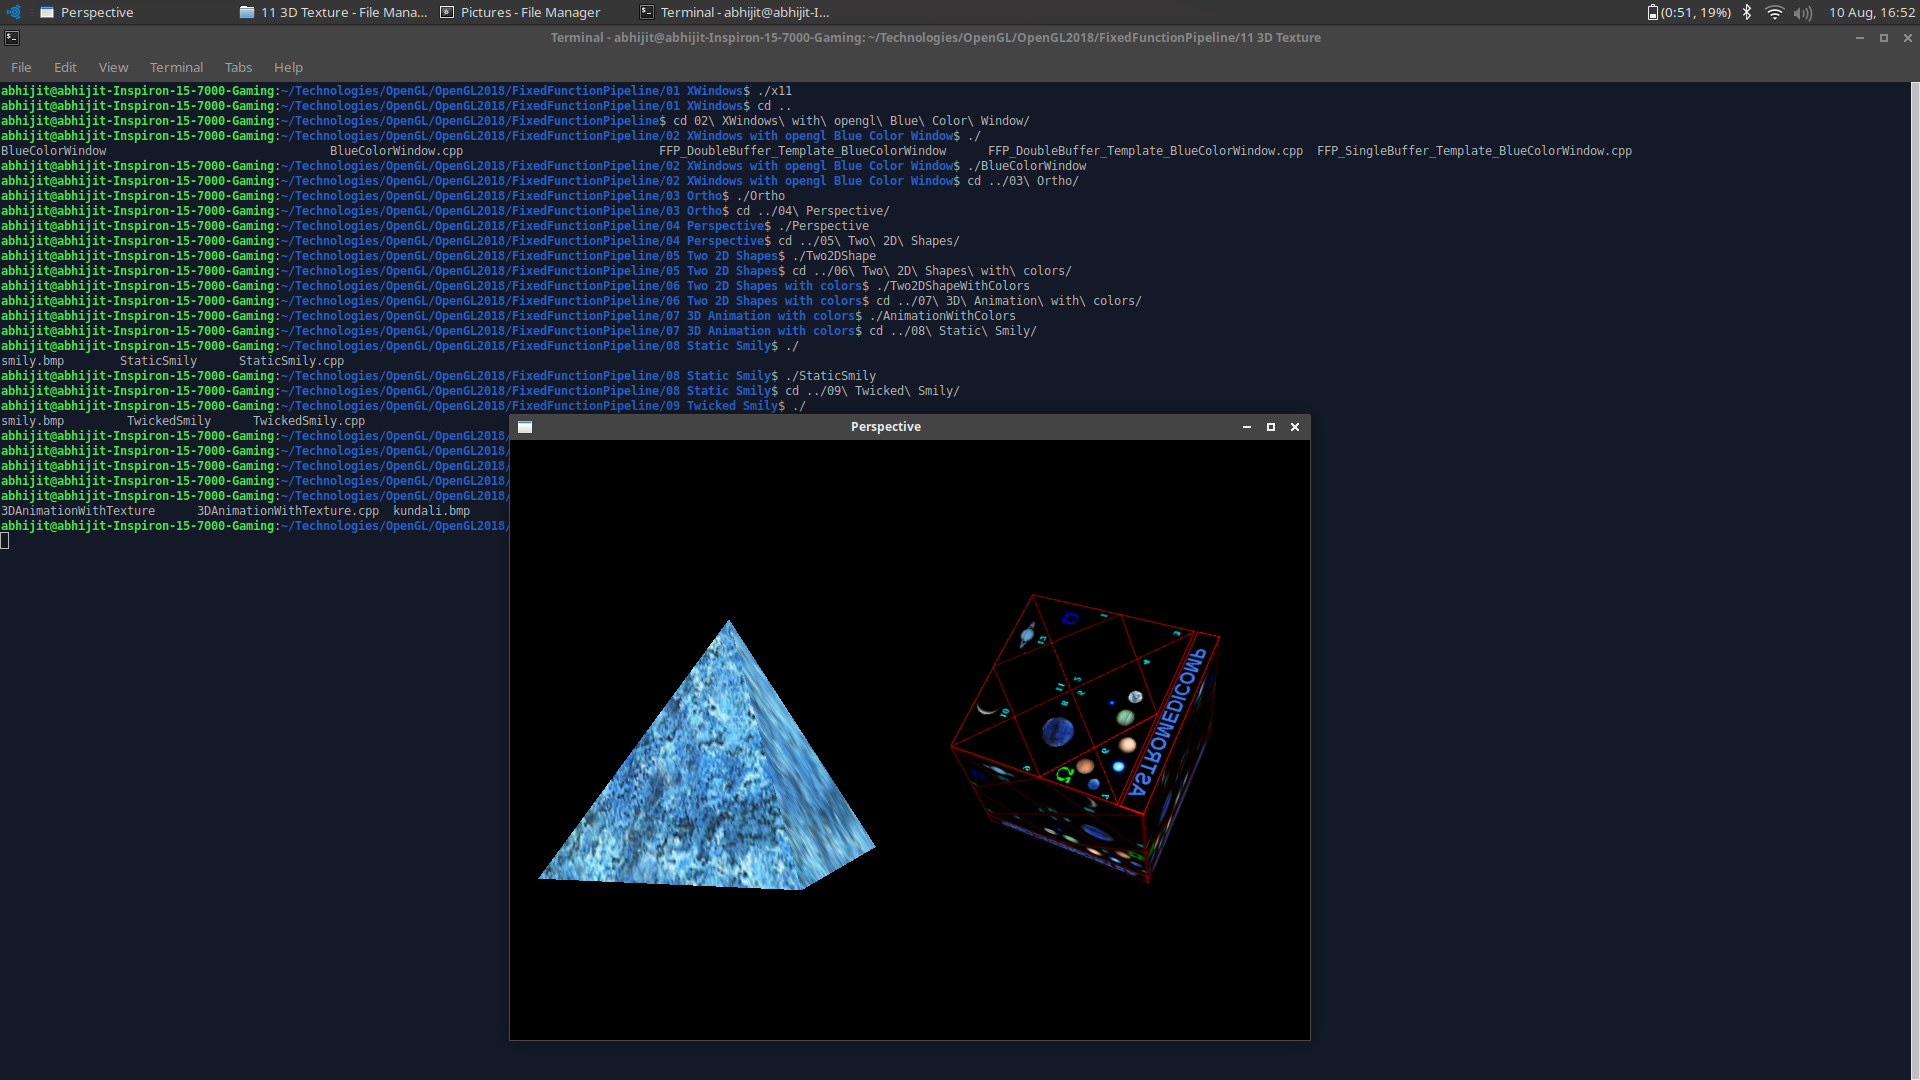 Perspective
11 3D Texture - File Mana...
Pictures - File Manager
Terminal - abhijit@abhijit-I...
(0:51, 19%)
10 Aug, 16:52
Terminal - abhijit@abhijit-Inspiron-15-7000-Gaming: ~/Technologies/OpenGL/OpenGL2018/FixedFunctionPipeline/11 3D Texture
File Edit View Terminal Tabs Help
abhijit@abhijit-Inspiron-15-7000-Gaming:~/Technologies/OpenGL/OpenGL2018/FixedFunctionPipeline/01 XWindows$ ./x11
abhijit@abhijit-Inspiron-15-7000-Gaming:~/Technologies/OpenGL/OpenGL2018/FixedFunctionPipeline/01 XWindows$ cd ..
abhijit@abhijit-Inspiron-15-7000-Gaming:~/Technologies/OpenGL/OpenGL2018/FixedFunctionPipeline$ cd 02\ XWindows\ with\ opengl\ Blue\ Color\ Window/
abhijit@abhijit-Inspiron-15-7000-Gaming:~/Technologies/OpenGL/OpenGL2018/FixedFunctionPipeline/02 XWindows with opengl Blue Color Window$ ./
BlueColorWindow BlueColorWindow.cpp FFP_DoubleBuffer_Template_BlueColorWindow FFP_DoubleBuffer_Template_BlueColorWindow.cpp FFP_SingleBuffer_Template_BlueColorWindow.cpp
abhijit@abhijit-Inspiron-15-7000-Gaming:~/Technologies/OpenGL/OpenGL2018/FixedFunctionPipeline/02 XWindows with opengl Blue Color Window$ ./BlueColorWindow
abhijit@abhijit-Inspiron-15-7000-Gaming:~/Technologies/OpenGL/OpenGL2018/FixedFunctionPipeline/02 XWindows with opengl Blue Color Window$ cd ../03\ Ortho/
abhijit@abhijit-Inspiron-15-7000-Gaming:~/Technologies/OpenGL/OpenGL2018/FixedFunctionPipeline/03 Ortho$ ./Ortho
abhijit@abhijit-Inspiron-15-7000-Gaming:~/Technologies/OpenGL/OpenGL2018/FixedFunctionPipeline/03 Ortho$ cd ../04\ Perspective/
abhijit@abhijit-Inspiron-15-7000-Gaming:~/Technologies/OpenGL/OpenGL2018/FixedFunctionPipeline/04 Perspective$ ./Perspective
abhijit@abhijit-Inspiron-15-7000-Gaming:~/Technologies/OpenGL/OpenGL2018/FixedFunctionPipeline/04 Perspective$ cd ../05\ Two\ 2D\ Shapes/
abhijit@abhijit-Inspiron-15-7000-Gaming:~/Technologies/OpenGL/OpenGL2018/FixedFunctionPipeline/05 Two 2D Shapes$ ./Two2DShape
abhijit@abhijit-Inspiron-15-7000-Gaming:~/Technologies/OpenGL/OpenGL2018/FixedFunctionPipeline/05 Two 2D Shapes$ cd ../06\ Two\ 2D\ Shapes\ with\ colors/
abhijit@abhijit-Inspiron-15-7000-Gaming:~/Technologies/OpenGL/OpenGL2018/FixedFunctionPipeline/06 Two 2D Shapes with colors$ ./Two2DShapeWithColors
abhijit@abhijit-Inspiron-15-7000-Gaming:~/Technologies/OpenGL/OpenGL2018/FixedFunctionPipeline/06 Two 2D Shapes with colors$ cd ../07\ 3D\ Animation\ with\ colors/
abhijit@abhijit-Inspiron-15-7000-Gaming:~/Technologies/OpenGL/OpenGL2018/FixedFunctionPipeline/07 3D Animation with colors$ ./AnimationWithColors
abhijit@abhijit-Inspiron-15-7000-Gaming:~/Technologies/OpenGL/OpenGL2018/FixedFunctionPipeline/07 3D Animation with colors$ cd ../08\ Static\ Smily/
abhijit@abhijit-Inspiron-15-7000-Gaming:~/Technologies/OpenGL/OpenGL2018/FixedFunctionPipeline/08 Static Smily$ ./
smily.bmp StaticSmily StaticSmily.cpp
abhijit@abhijit-Inspiron-15-7000-Gaming:~/Technologies/OpenGL/OpenGL2018/FixedFunctionPipeline/08 Static Smily$ ./StaticSmily
abhijit@abhijit-Inspiron-15-7000-Gaming:~/Technologies/OpenGL/OpenGL2018/FixedFunctionPipeline/08 Static Smily$ cd ../09\ Twicked\ Smily/
abhijit@abhijit-Inspiron-15-7000-Gaming:~/Technologies/OpenGL/OpenGL2018/FixedFunctionPipeline/09 Twicked Smily$ ./
smily.bmp TwickedSmily TwickedSmily.cpp
abhijit@abhijit-Inspiron-15-7000-Gaming:~/Technologies/OpenGL/OpenGL2018/
abhijit@abhijit-Inspiron-15-7000-Gaming:~/Technologies/OpenGL/OpenGL2018/
abhijit@abhijit-Inspiron-15-7000-Gaming:~/Technologies/OpenGL/OpenGL2018/
abhijit@abhijit-Inspiron-15-7000-Gaming:~/Technologies/OpenGL/OpenGL2018/
abhijit@abhijit-Inspiron-15-7000-Gaming:~/Technologies/OpenGL/OpenGL2018/
3DAnimationWithTexture 3DAnimationWithTexture.cpp kundali.bmp
abhijit@abhijit-Inspiron-15-7000-Gaming:~/Technologies/OpenGL/OpenGL2018/
Perspective
ASTROMEDICOMP